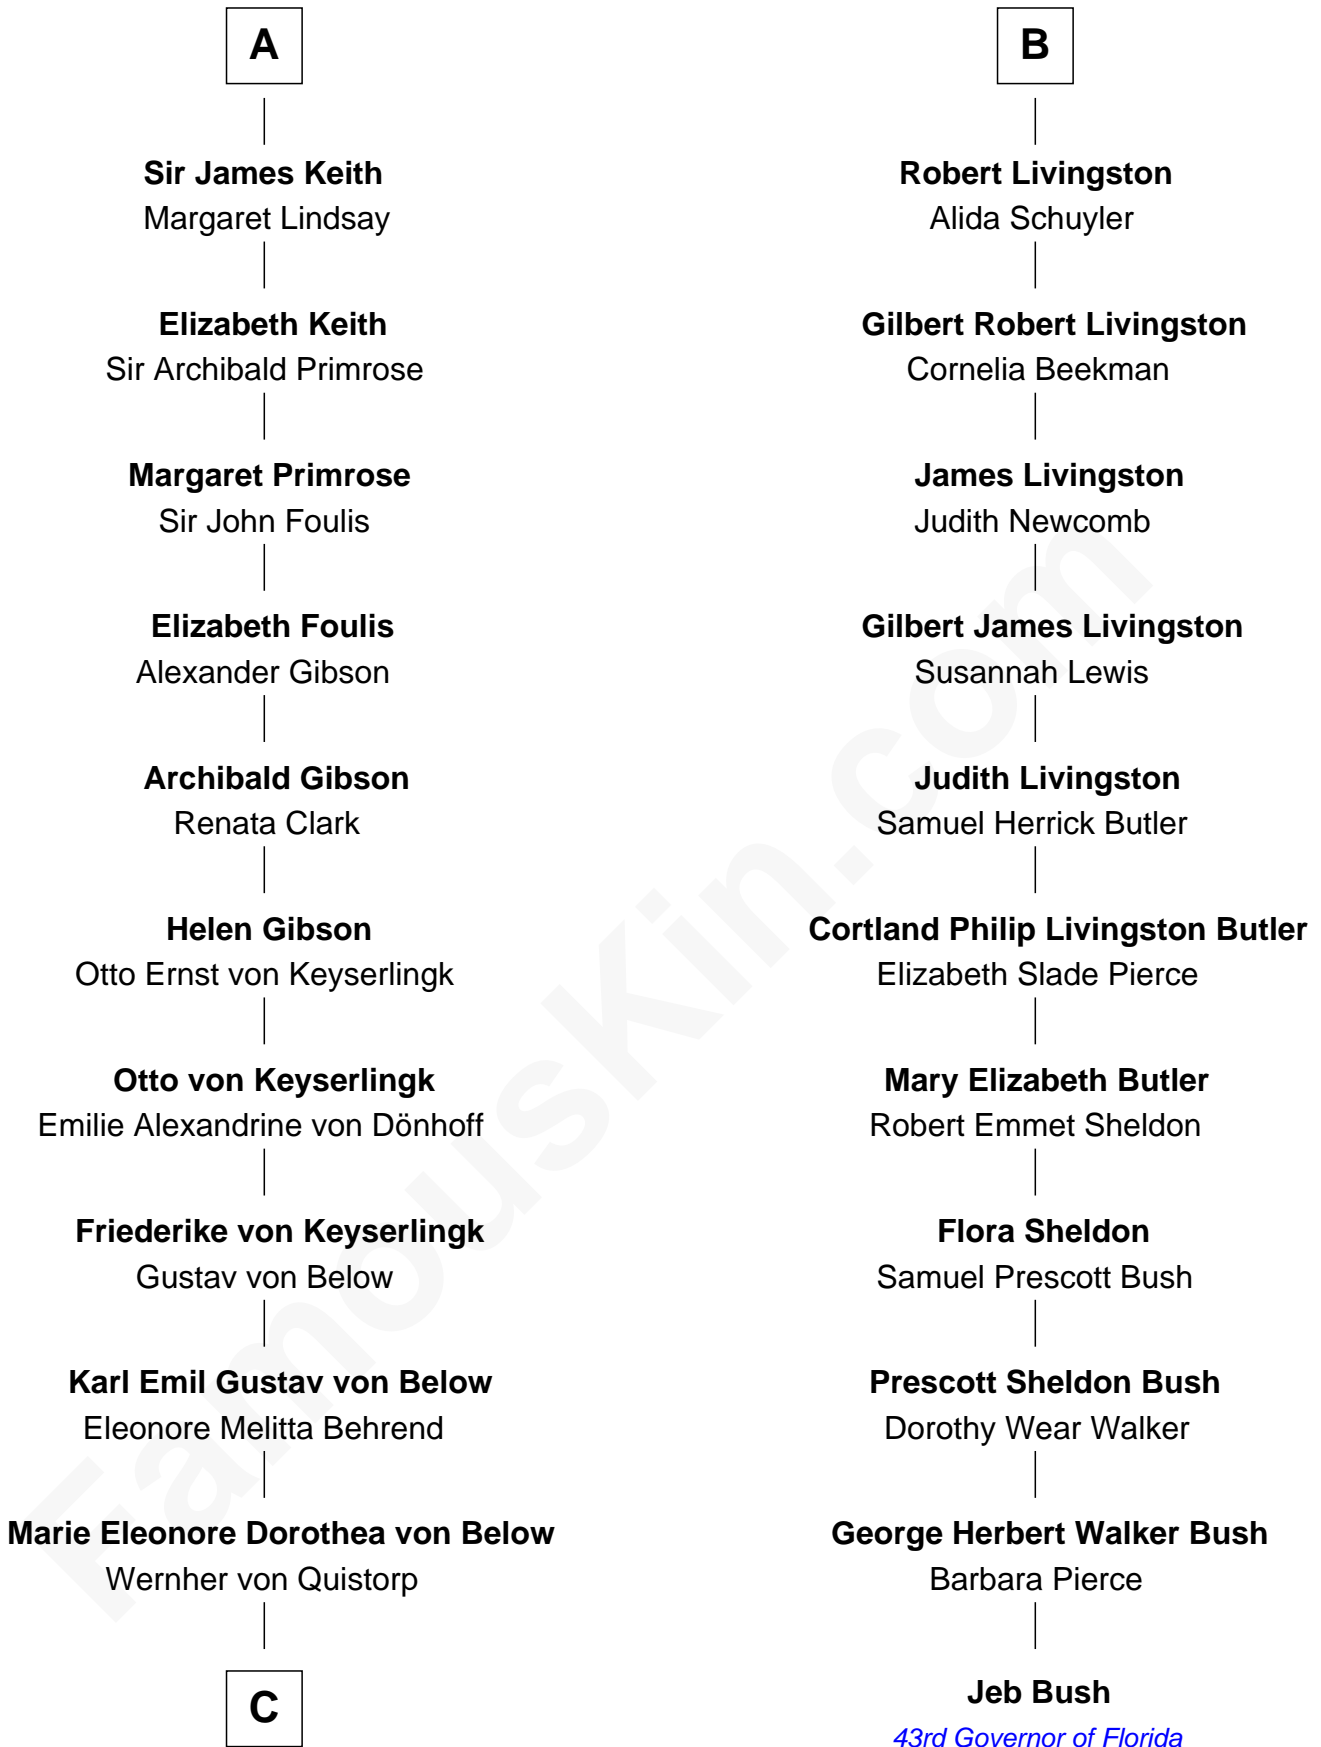 A
Sir James Keith
Margaret Lindsay
Elizabeth Keith
Sir Archibald Primrose
Margaret Primrose
Sir John Foulis
Elizabeth Foulis
Alexander Gibson
Archibald Gibson
Renata Clark
Helen Gibson
Otto Ernst von Keyserlingk
Otto von Keyserlingk
Emilie Alexandrine von Dönhoff
Friederike von Keyserlingk
Gustav von Below
Karl Emil Gustav von Below
Eleonore Melitta Behrend
Marie Eleonore Dorothea von Below
Wernher von Quistorp
C
B
Robert Livingston
Alida Schuyler
Gilbert Robert Livingston
Cornelia Beekman
James Livingston
Judith Newcomb
Gilbert James Livingston
Susannah Lewis
Judith Livingston
Samuel Herrick Butler
Cortland Philip Livingston Butler
Elizabeth Slade Pierce
Mary Elizabeth Butler
Robert Emmet Sheldon
Flora Sheldon
Samuel Prescott Bush
Prescott Sheldon Bush
Dorothy Wear Walker
George Herbert Walker Bush
Barbara Pierce
Jeb Bush
43rd Governor of Florida
FamousKin.com